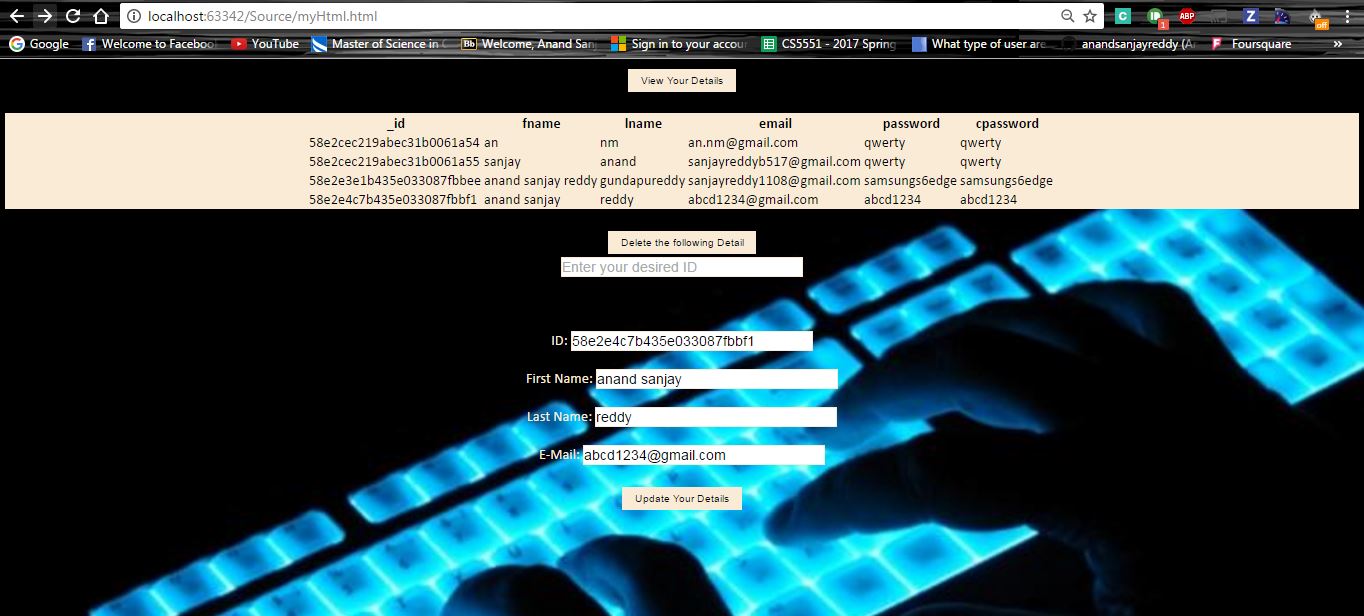 localhost:63342/Source/myHtml.html
Google Welcome to Faceboo YouTube Master of Science in Welcome, Anand San Sign in to your accou CS5551 - 2017 Spring What type of user are anandsanjayreddy (A Foursquare »
View Your Details
_id fname lname email password cpassword
58e2cec219abec31b0061a54 an nm an.nm@gmail.com qwerty qwerty
58e2cec219abec31b0061a55 sanjay anand sanjayreddyb517@gmail.com qwerty qwerty
58e2e3e1b435e033087fbbee anand sanjay reddy gundapureddy sanjayreddy1108@gmail.com samsungs6edge samsungs6edge
58e2e4c7b435e033087fbbf1 anand sanjay reddy abcd1234@gmail.com abcd1234 abcd1234
Delete the following Detail
Enter your desired ID
ID: 58e2e4c7b435e033087fbbf1
First Name: anand sanjay
Last Name: reddy
E-Mail: abcd1234@gmail.com
Update Your Details